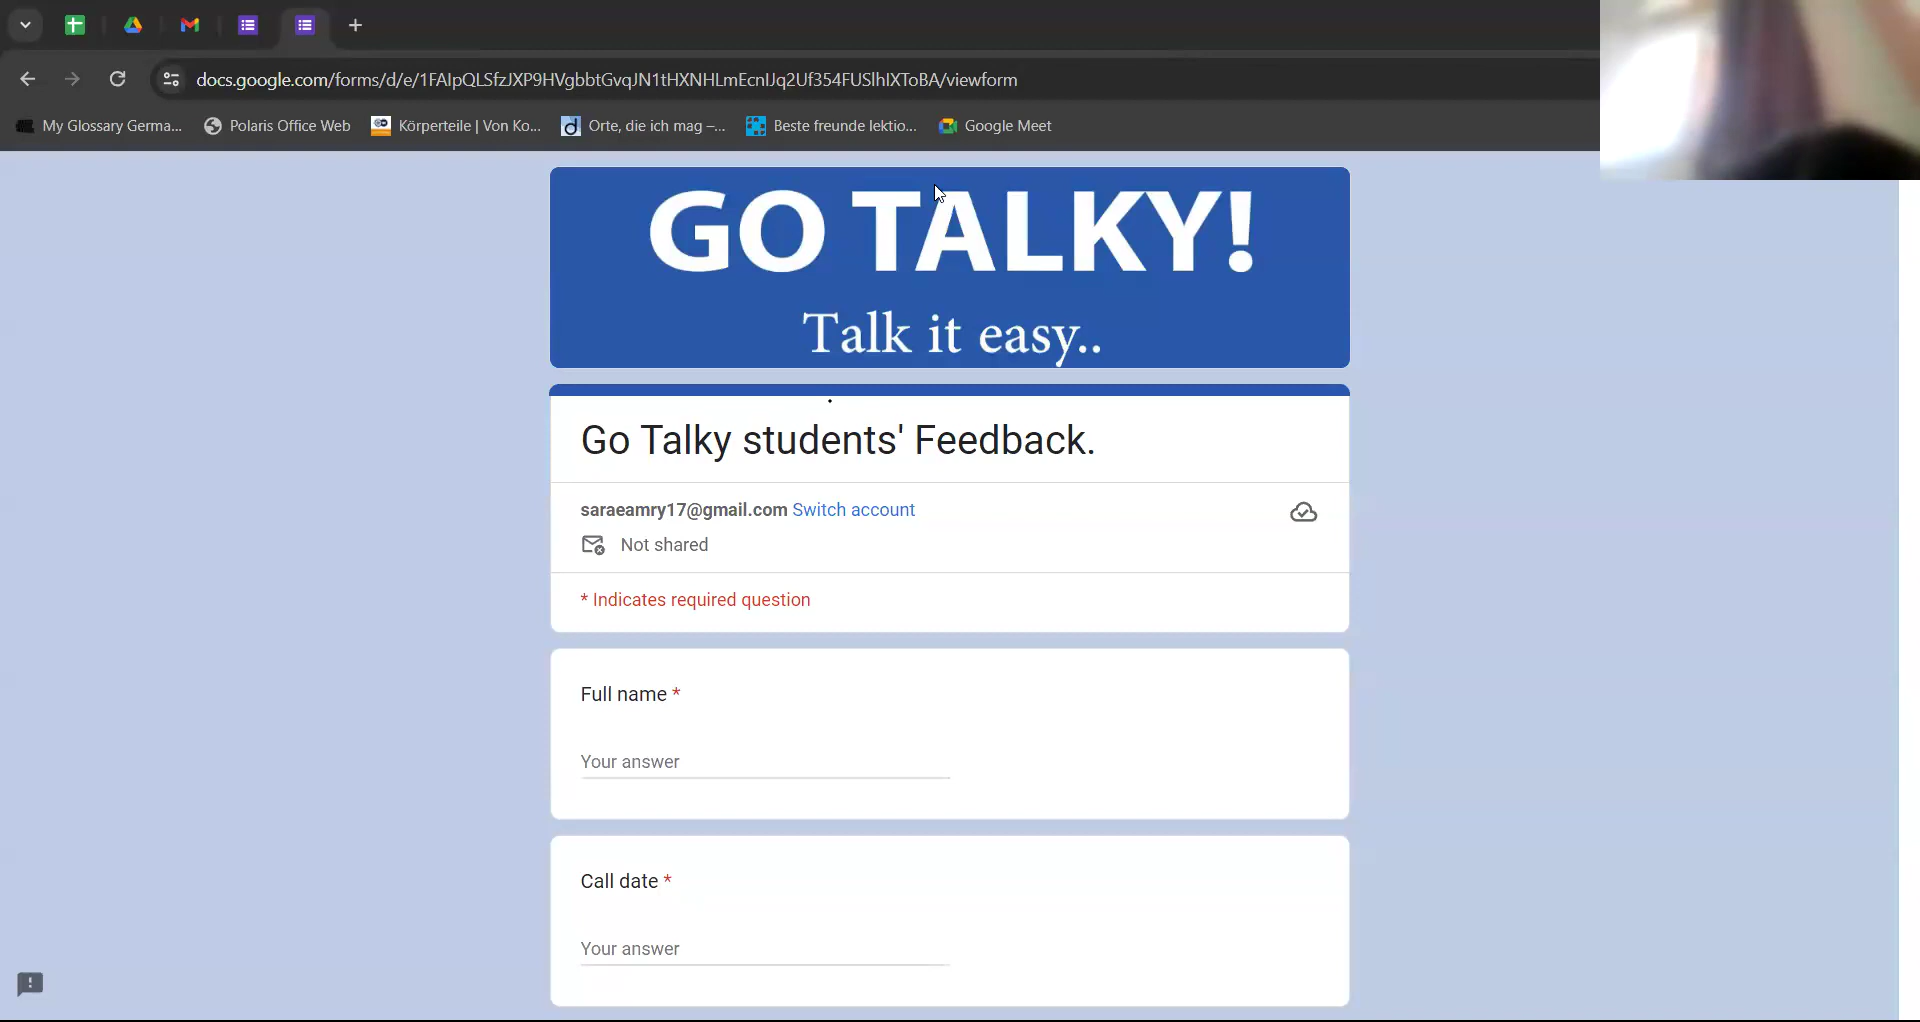 docs.google.com/forms/d/e/1FAIpQLSfzJXP9HVgbbtGvqJN1tHXNHLmEcnIJq2Uf354FUSlhIXToBA/viewform
My Glossary Germa...
Polaris Office Web
Körperteile | Von Ko...
Orte, die ich mag –...
Beste freunde lektio...
Google Meet
GO TALKY!
Talk it easy..
Go Talky students' Feedback.
saraeamry17@gmail.com Switch account
Not shared
* Indicates required question
Full name *
Your answer
Call date *
Your answer